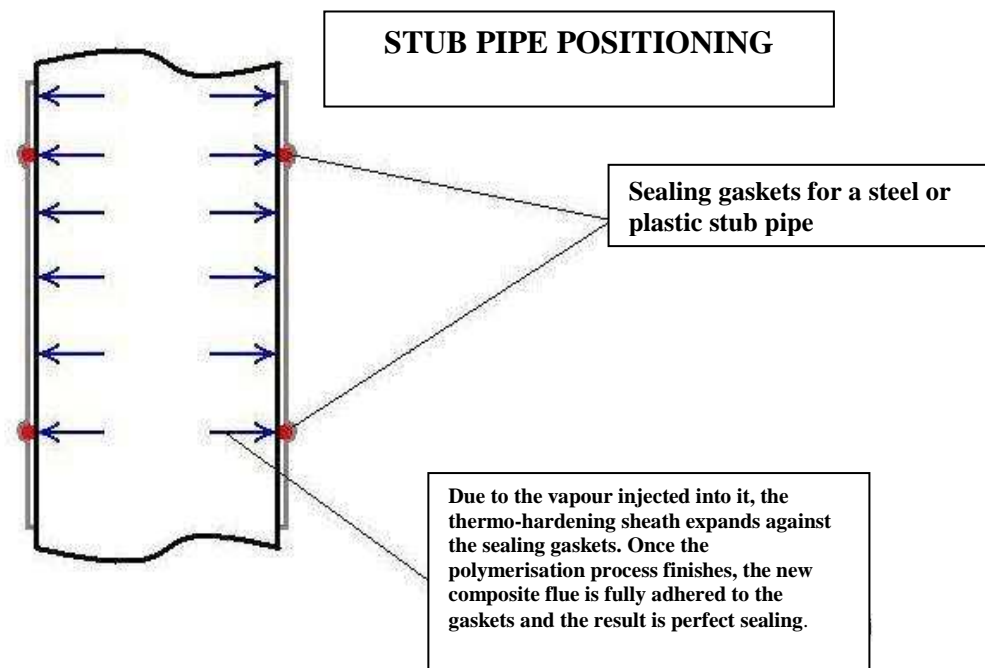 STUB PIPE POSITIONING
Sealing gaskets for a steel or
plastic stub pipe
Due to the vapour injected into it, the
thermo-hardening sheath expands against
the sealing gaskets. Once the
polymerisation process finishes, the new
composite flue is fully adhered to the
gaskets and the result is perfect sealing.